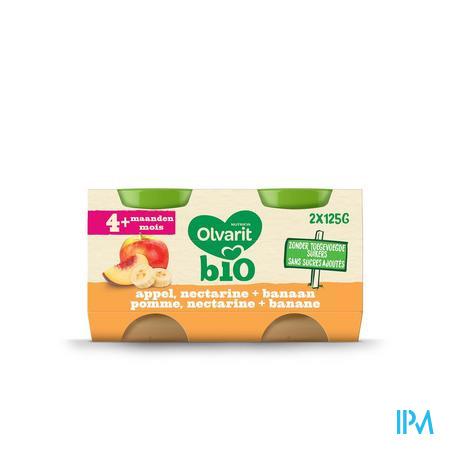 4+ maanden
mois
NUTRICIA
Olvarit
bio
2X125G
ZONDER TOEGEVOEGDE
SUIKERS
SANS SUCRES AJOUTÉS
appel, nectarine + banaan
pomme, nectarine + banane
IPM